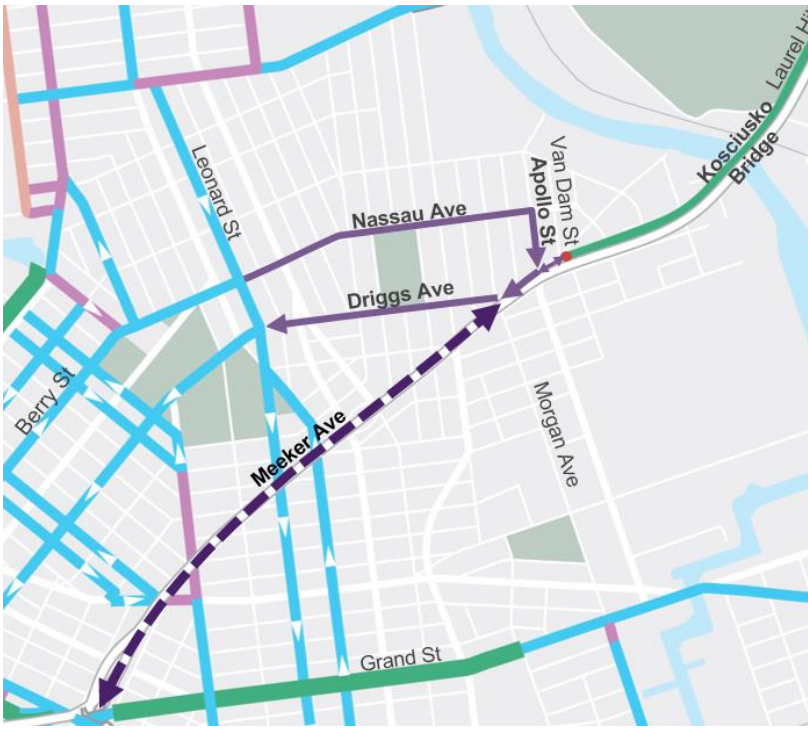 Laurel Hi
Kosciusko
Bridge
Van Dam St
Apollo St
Leonard St
Nassau Ave
Driggs Ave
Berry St
Meeker Ave
Morgan Ave
Grand St